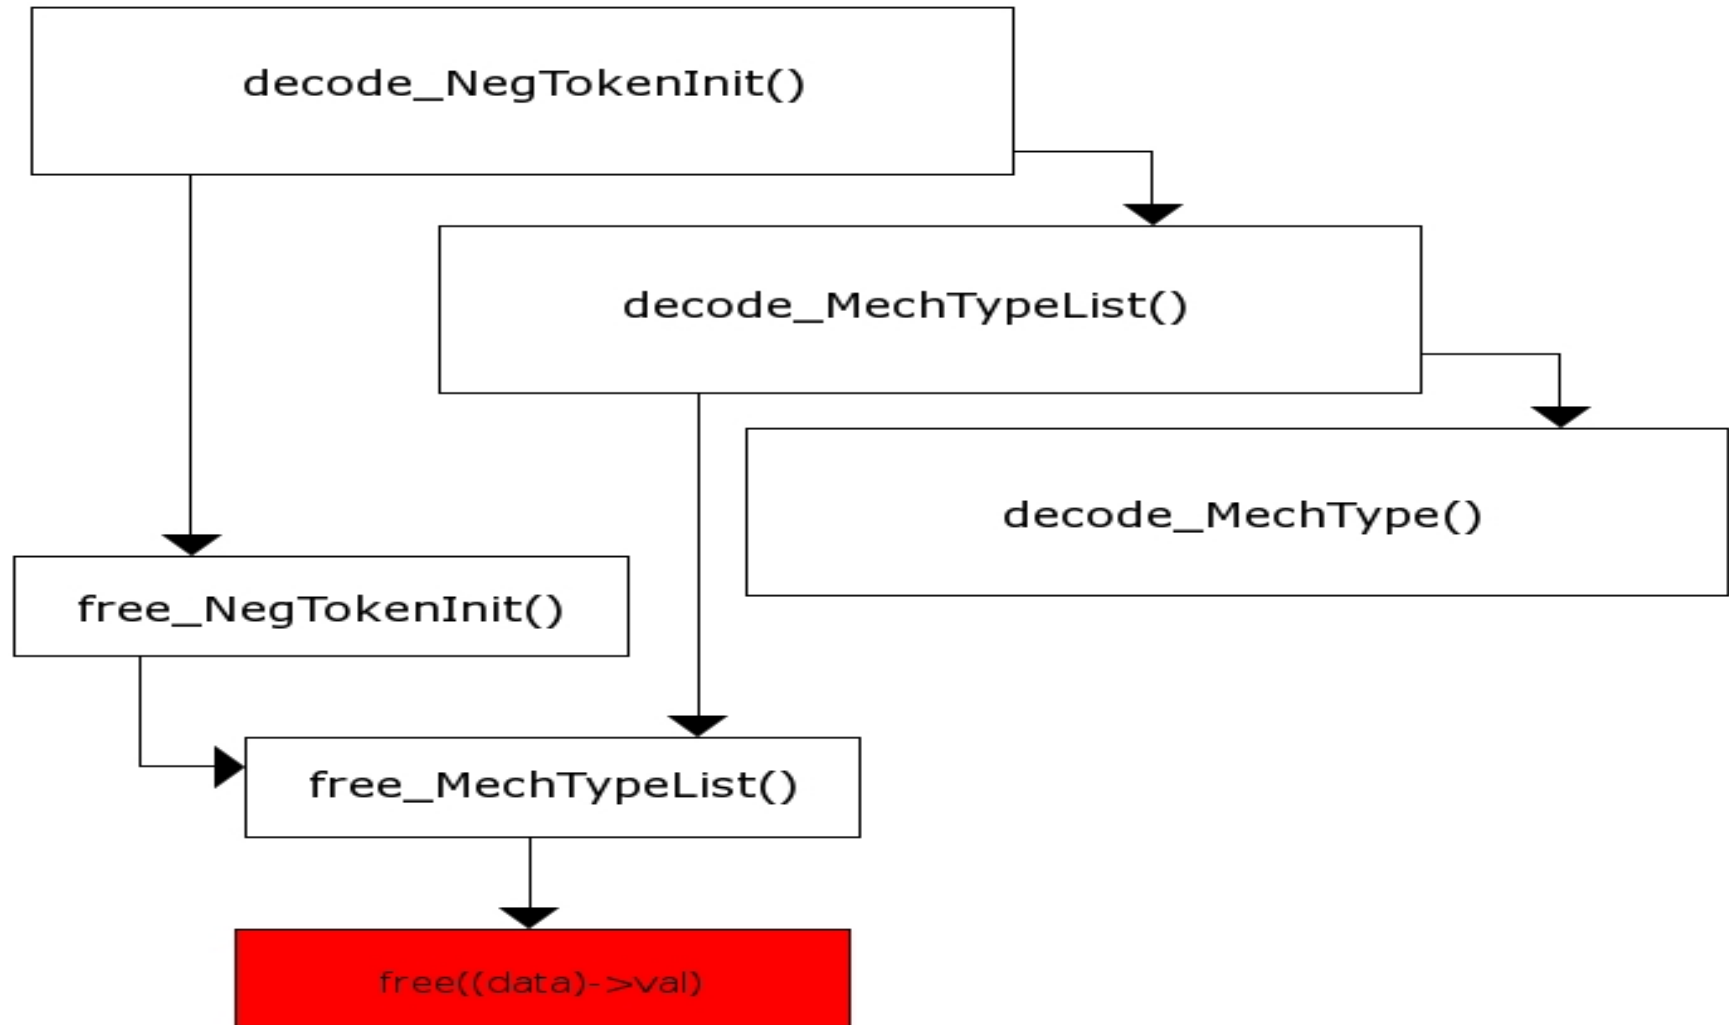 decode_NegTokenInit()
decode_MechTypeList()
decode_MechType()
free_NegTokenInit()
free_MechTypeList()
free((data)->val)